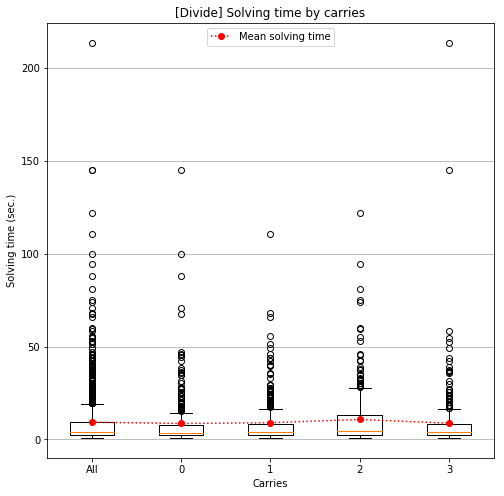 [Divide] Solving time by carries
Mean solving time
Solving time (sec.)
200
150
100
50
0
All 0 1 2 3
Carries